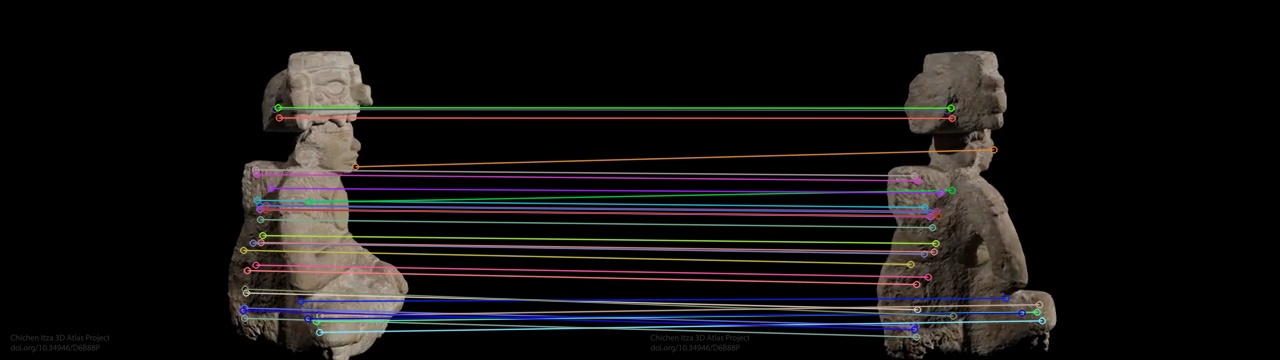 Chichen Itza 3D Atlas Project
doi.org/10.34946/D6B88P
Chichen Itza 3D Atlas Project
doi.org/10.34946/D6B88P